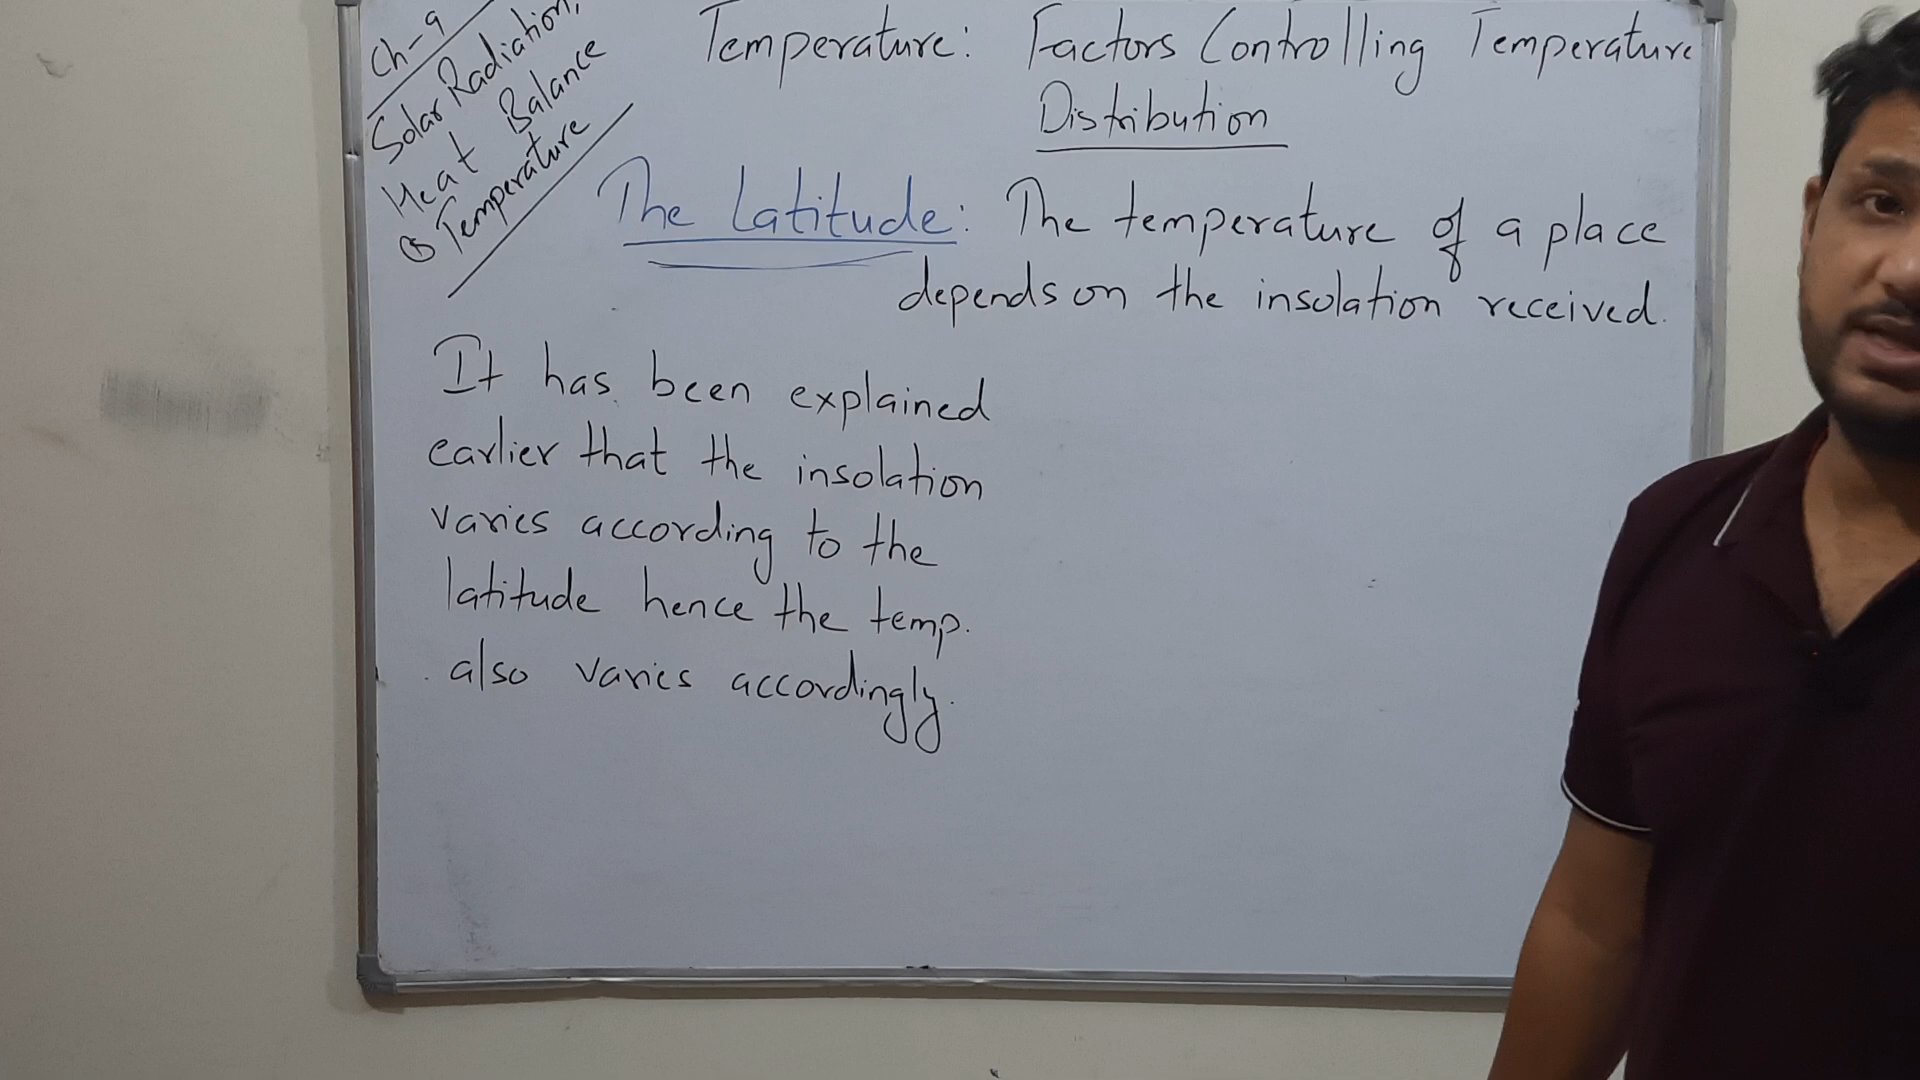 Ch-9
Solar Radiation,
Heat Balance
& Temperature
Temperature: Factors Controlling Temperature
Distribution
The Latitude: The temperature of a place
depends on the insolation received.
It has been explained
earlier that the insolation
varies according to the
latitude hence the temp.
also varies accordingly.